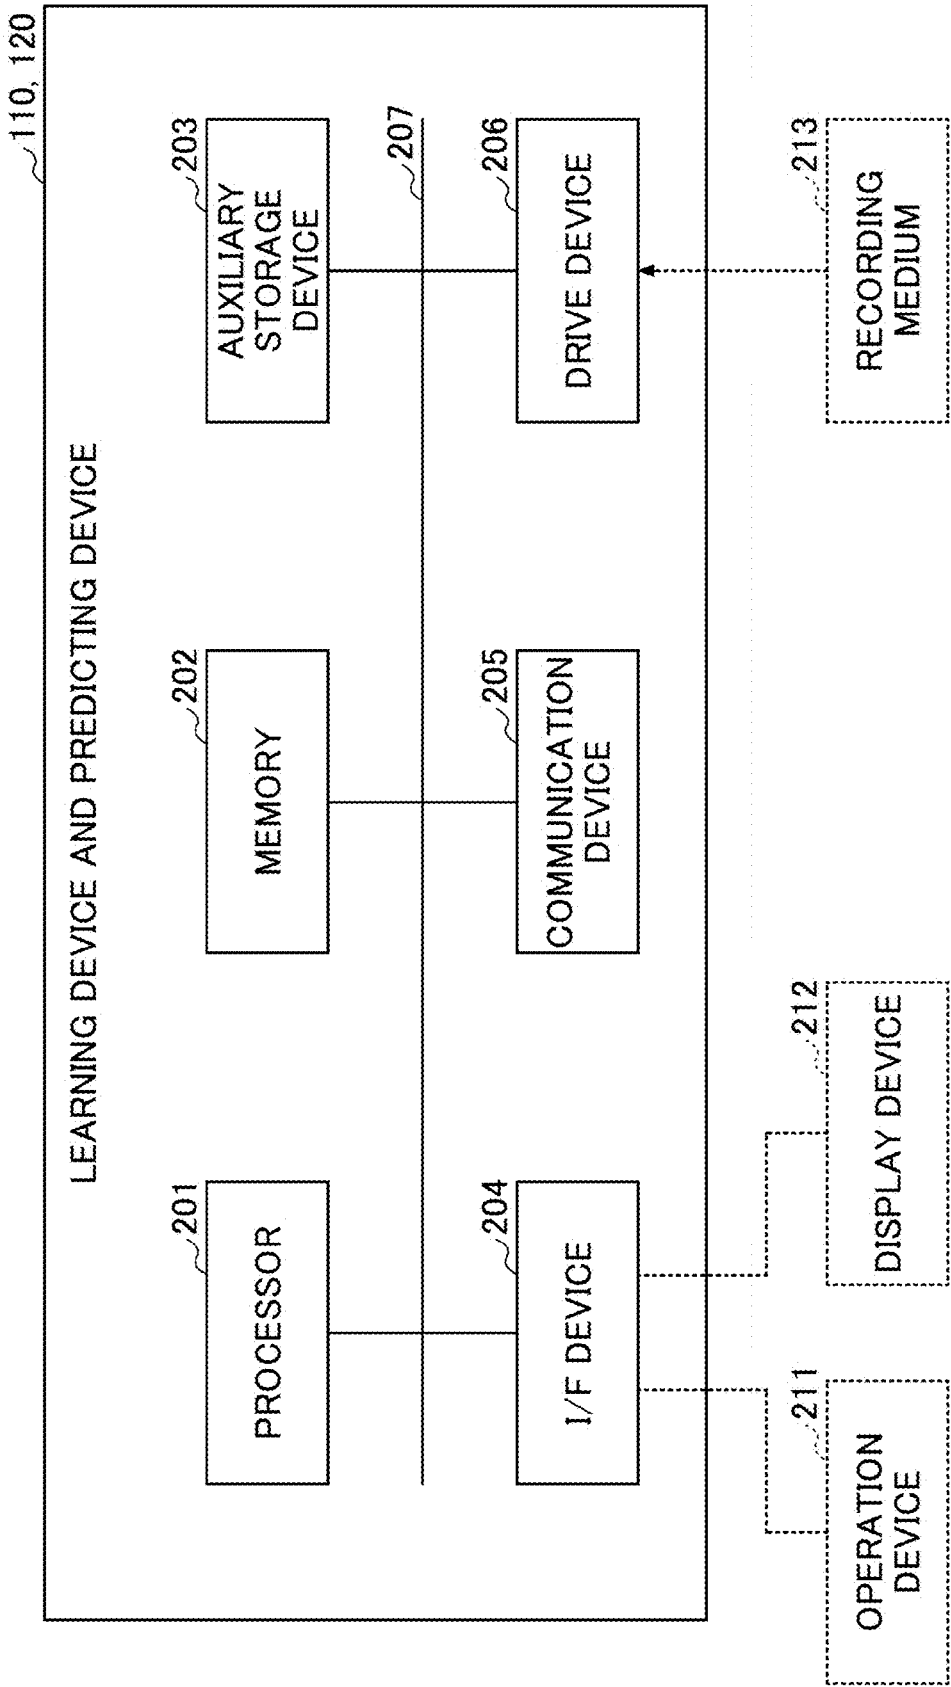 110, 120
LEARNING DEVICE AND PREDICTING DEVICE
201
PROCESSOR
202
MEMORY
203
AUXILIARY
STORAGE
DEVICE
207
204
I/F DEVICE
205
COMMUNICATION
DEVICE
206
DRIVE DEVICE
211
OPERATION
DEVICE
212
DISPLAY DEVICE
213
RECORDING
MEDIUM